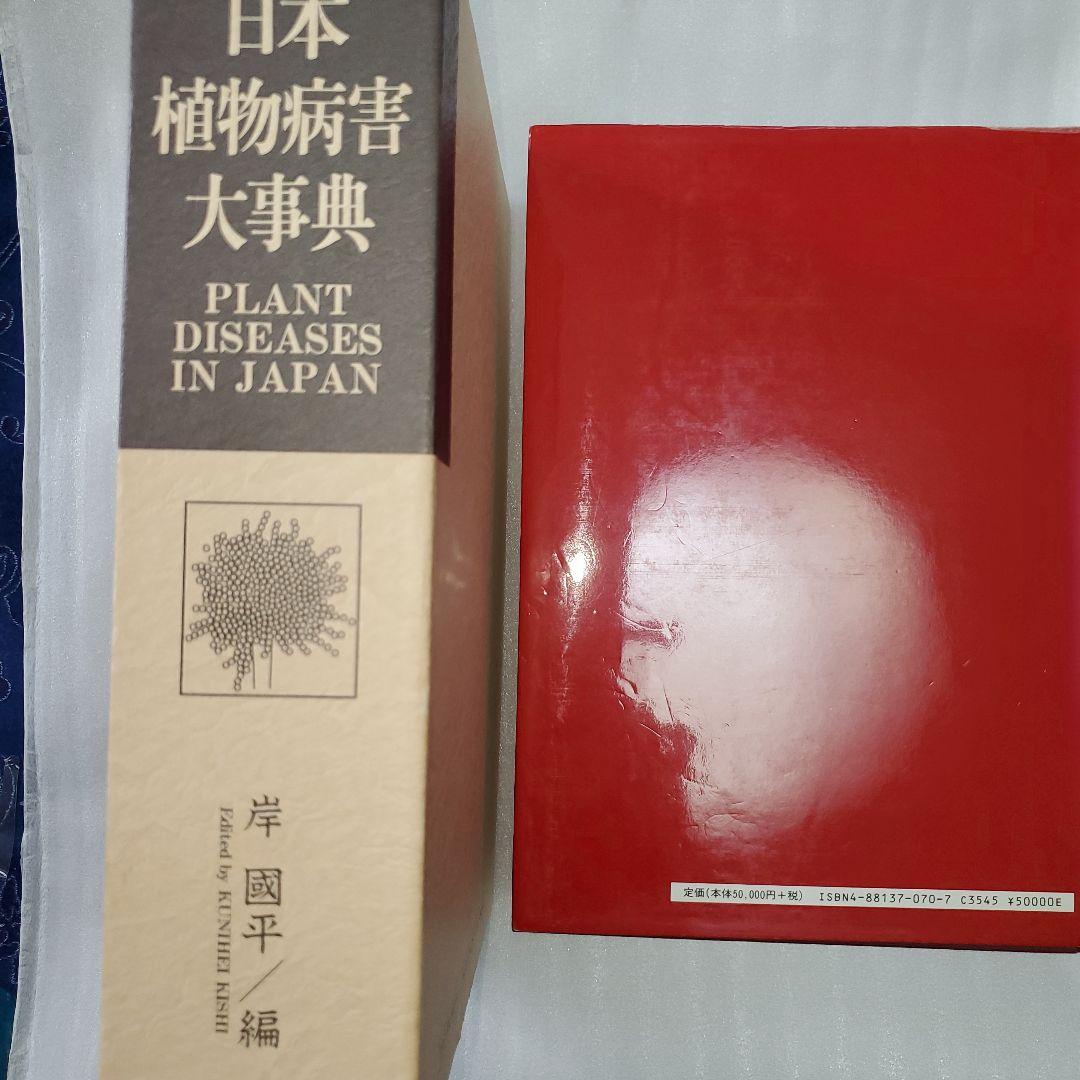 日本
植物病害
大事典
PLANT
DISEASES
IN JAPAN
岸 國平／編
Edited by KUNIHEI KISHI
定価(本体50,000円+税) ISBN4-88137-070-7 C3545 ¥50000E